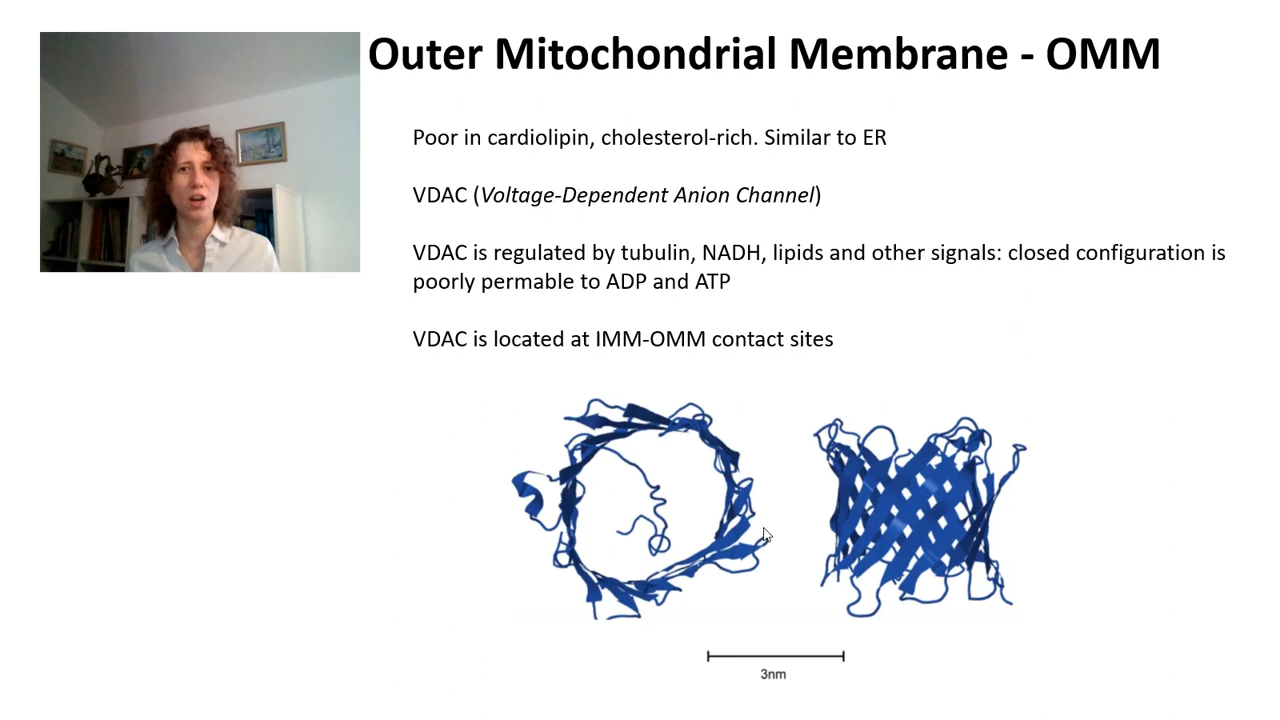 Outer Mitochondrial Membrane - OMM
Poor in cardiolipin, cholesterol-rich. Similar to ER
VDAC (Voltage-Dependent Anion Channel)
VDAC is regulated by tubulin, NADH, lipids and other signals: closed configuration is
poorly permable to ADP and ATP
VDAC is located at IMM-OMM contact sites
3nm